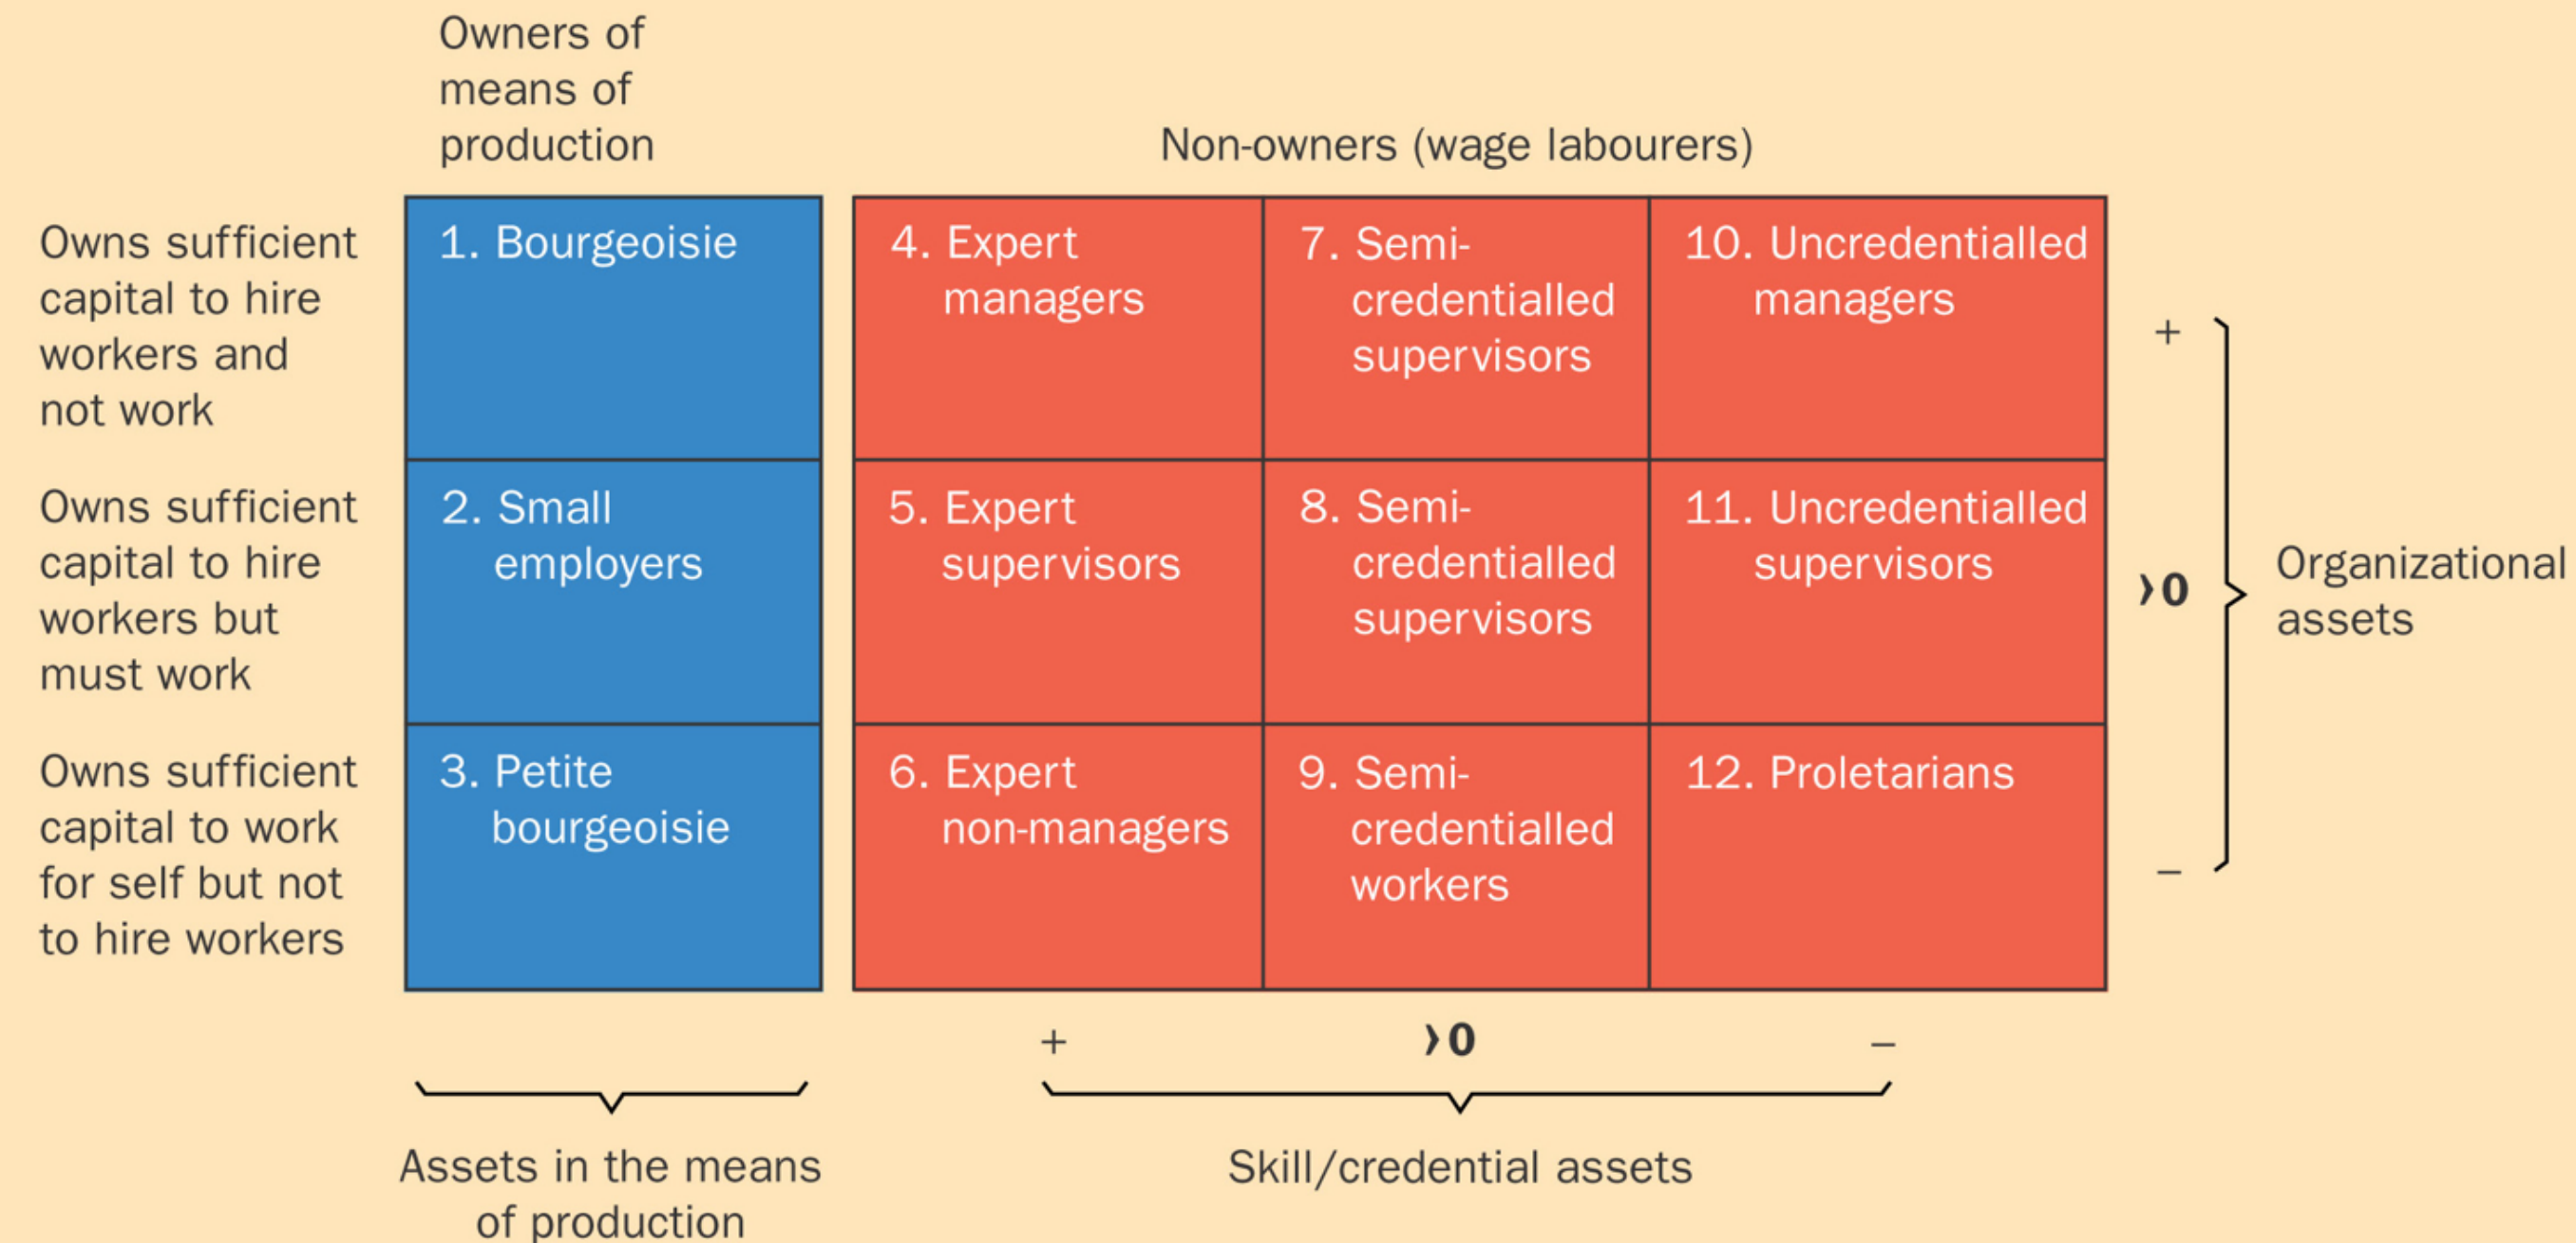 Owners of
means of
production
Non-owners (wage labourers)
Owns sufficient
capital to hire
workers and
not work
1. Bourgeoisie
4. Expert
managers
7. Semi-
credentialled
supervisors
10. Uncredentialled
managers
+
Owns sufficient
capital to hire
workers but
must work
2. Small
employers
5. Expert
supervisors
8. Semi-
credentialled
supervisors
11. Uncredentialled
supervisors
›0
Organizational
assets
Owns sufficient
capital to work
for self but not
to hire workers
3. Petite
bourgeoisie
6. Expert
non-managers
9. Semi-
credentialled
workers
12. Proletarians
–
+ ›0 –
Assets in the means
of production
Skill/credential assets